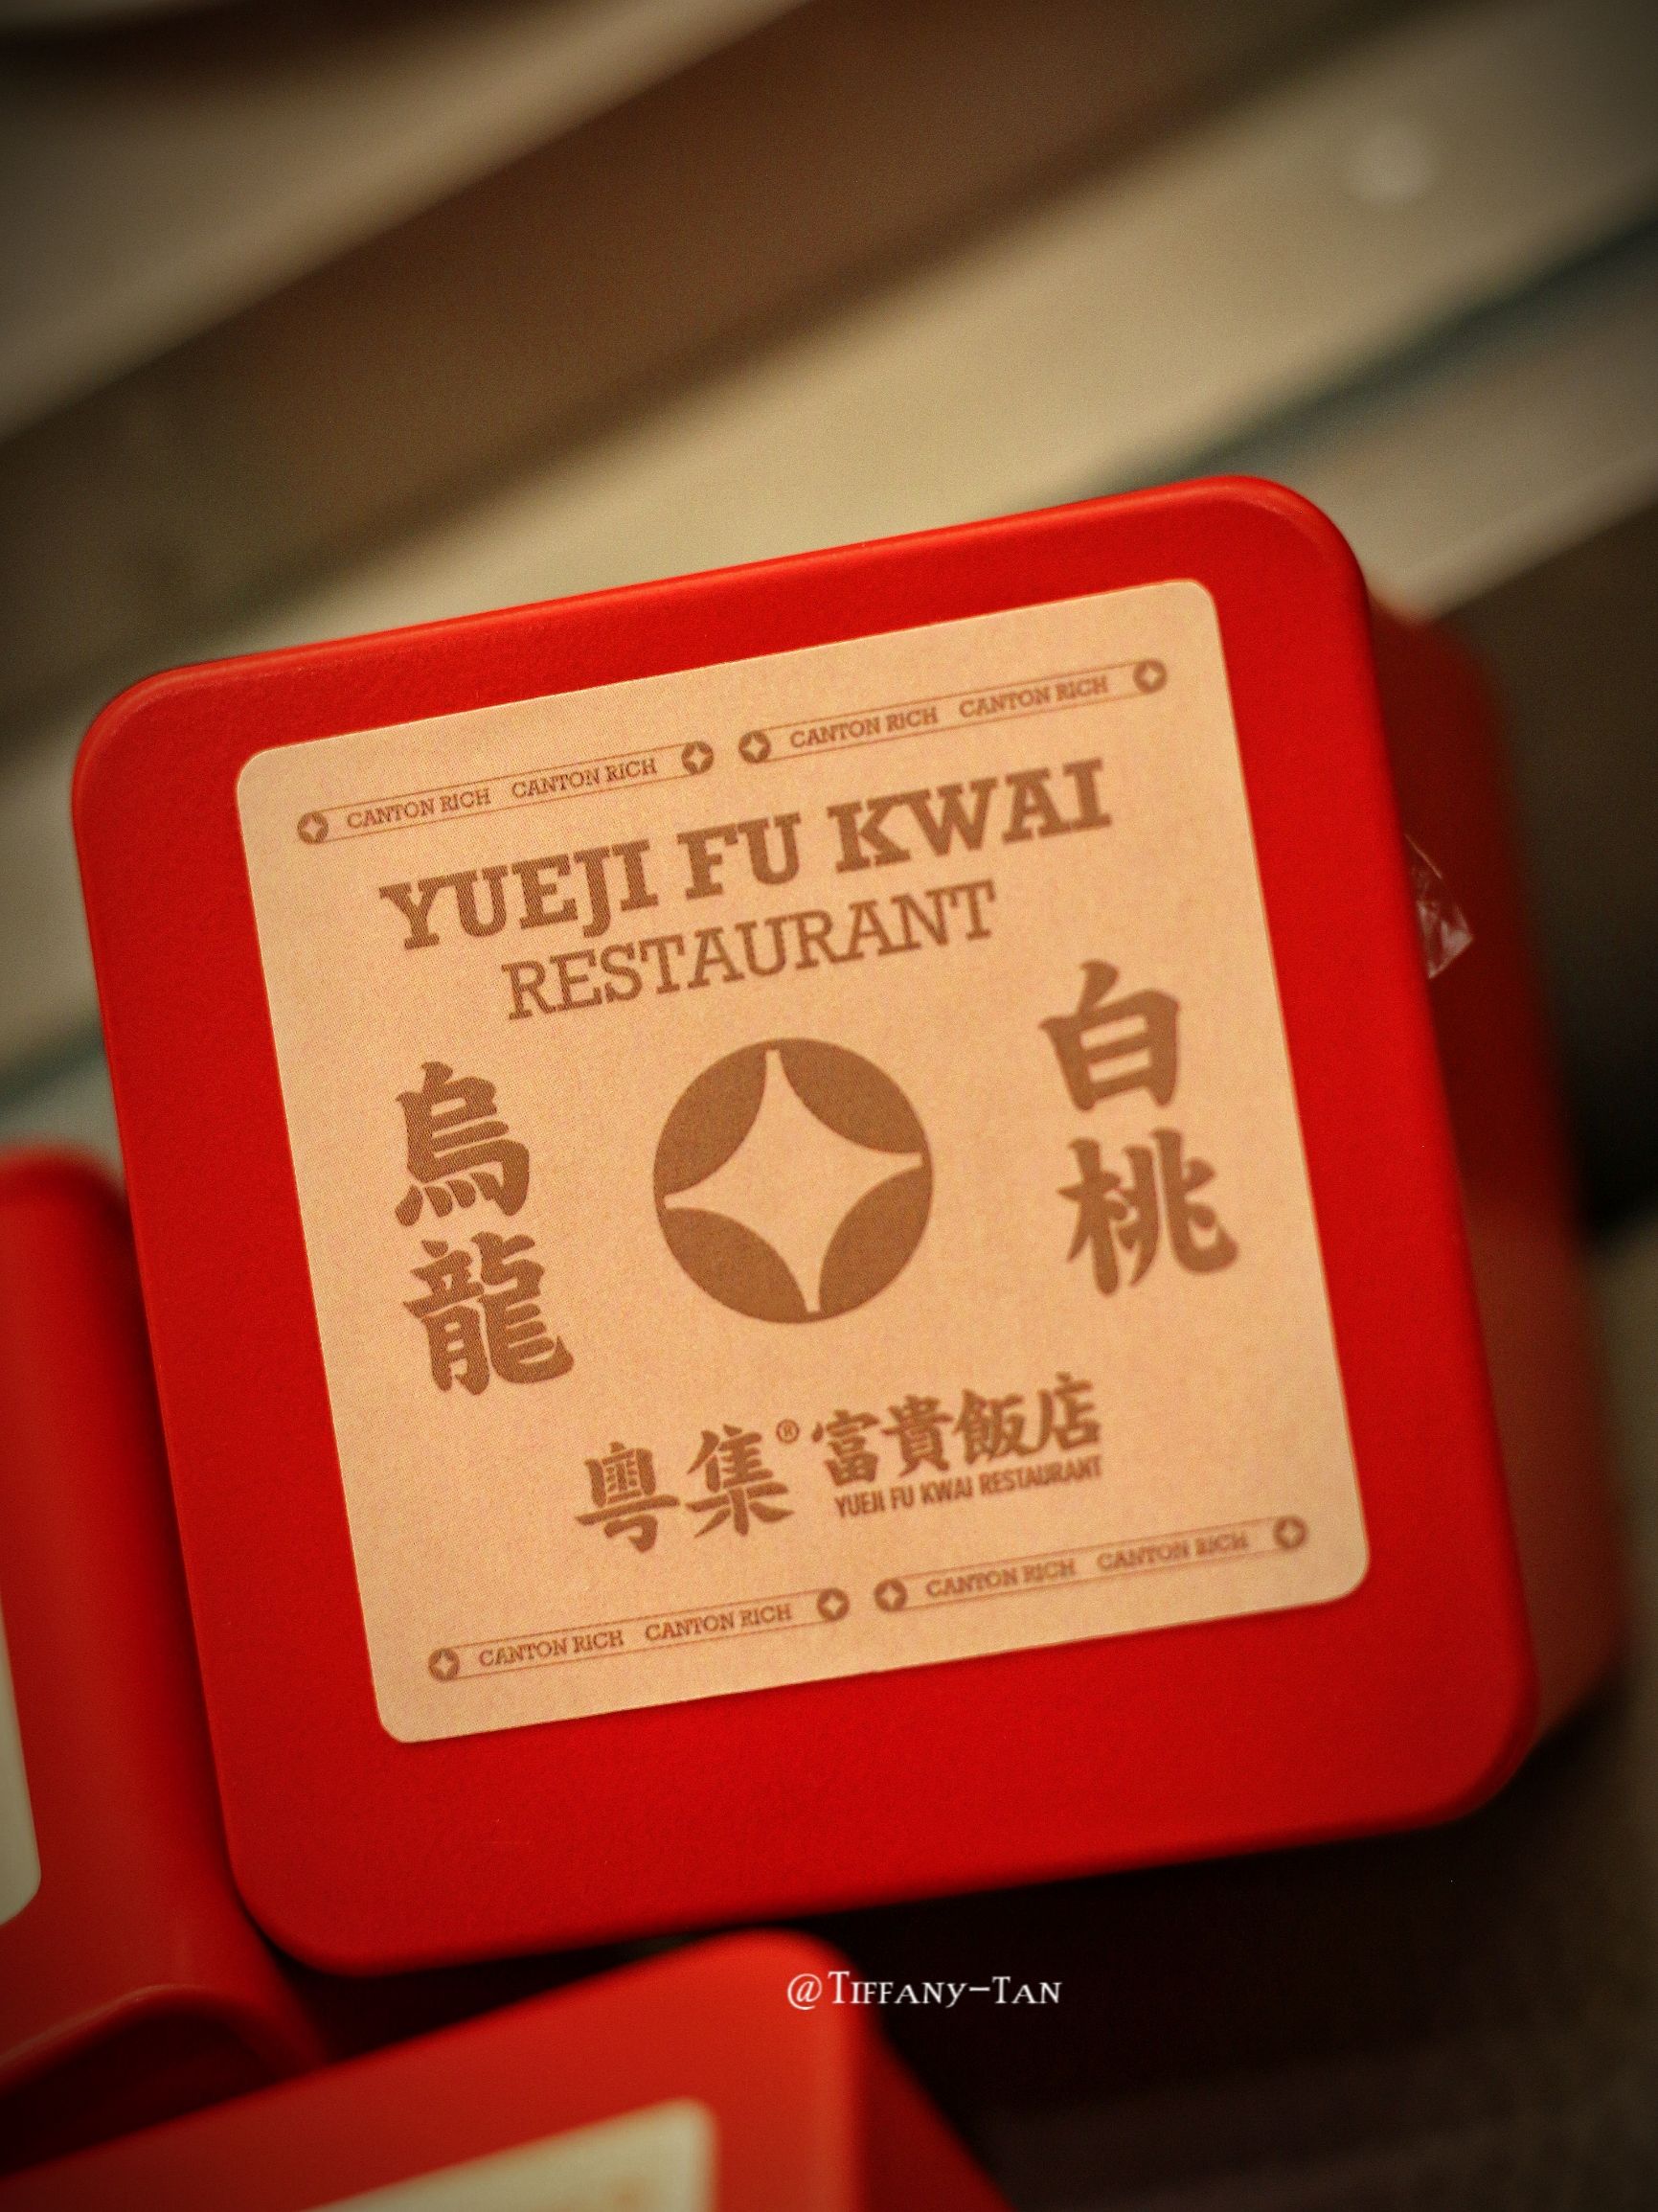 CANTON RICH CANTON RICH CANTON RICH CANTON RICH
YUEJI FU KWAI
RESTAURANT
白桃
烏龍
粵集® 富貴飯店
YUEJI FU KWAI RESTAURANT
CANTON RICH CANTON RICH CANTON RICH CANTON RICH
@Tiffany-Tan